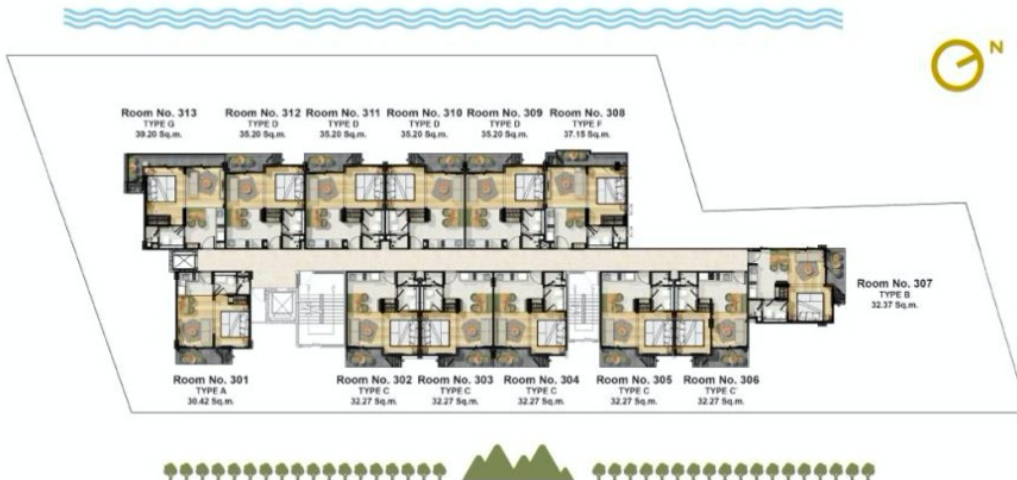 N
Room No. 313
TYPE G
39.20 Sq.m.
Room No. 312
TYPE D
35.20 Sq.m.
Room No. 311
TYPE D
35.20 Sq.m.
Room No. 310
TYPE D
35.20 Sq.m.
Room No. 309
TYPE D
35.20 Sq.m.
Room No. 308
TYPE F
37.15 Sq.m.
Room No. 307
TYPE B
32.37 Sq.m.
Room No. 301
TYPE A
30.42 Sq.m.
Room No. 302
TYPE C
32.27 Sq.m.
Room No. 303
TYPE C
32.27 Sq.m.
Room No. 304
TYPE C
32.27 Sq.m.
Room No. 305
TYPE C
32.27 Sq.m.
Room No. 306
TYPE C
32.27 Sq.m.